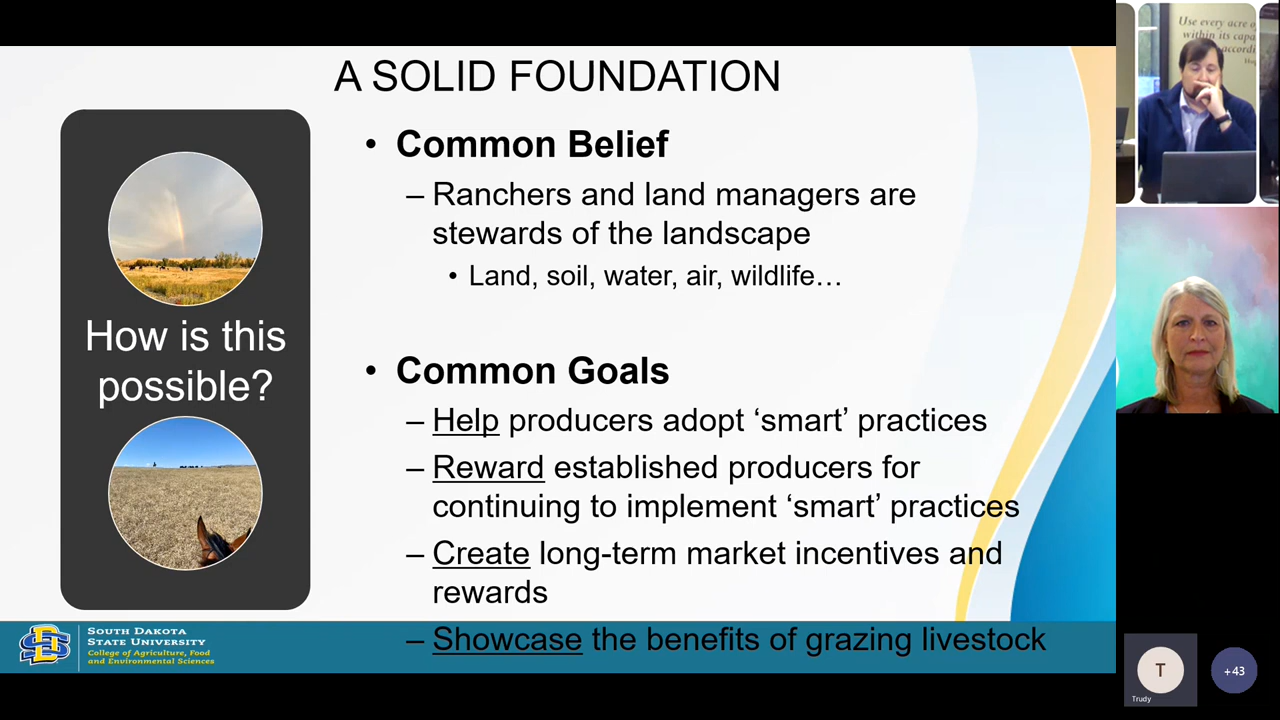 A SOLID FOUNDATION
How is this
possible?
• Common Belief
– Ranchers and land managers are
stewards of the landscape
• Land, soil, water, air, wildlife…
• Common Goals
– Help producers adopt ‘smart’ practices
– Reward established producers for
continuing to implement ‘smart’ practices
– Create long-term market incentives and
rewards
– Showcase the benefits of grazing livestock
SOUTH DAKOTA
STATE UNIVERSITY
College of Agriculture, Food
and Environmental Sciences
Use every acre
within its capa
accordi
T
Trudy
+43